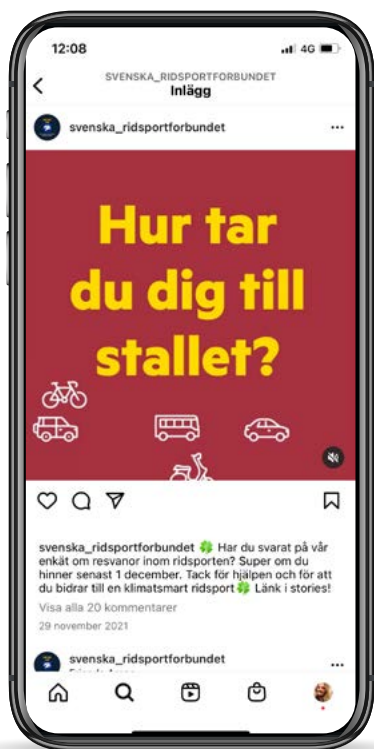 12:08
4G
SVENSKA_RIDSPORTFORBUNDET
Inlägg
svenska_ridsportforbundet
Hur tar
du dig till
stallet?
svenska_ridsportforbundet 🍀 Har du svarat på vår
enkät om resvanor inom ridsporten? Super om du
hinner senast 1 december. Tack för hjälpen och för att
du bidrar till en klimatsmart ridsport🍀 Länk i stories!
Visa alla 20 kommentarer
29 november 2021
svenska_ridsportforbundet